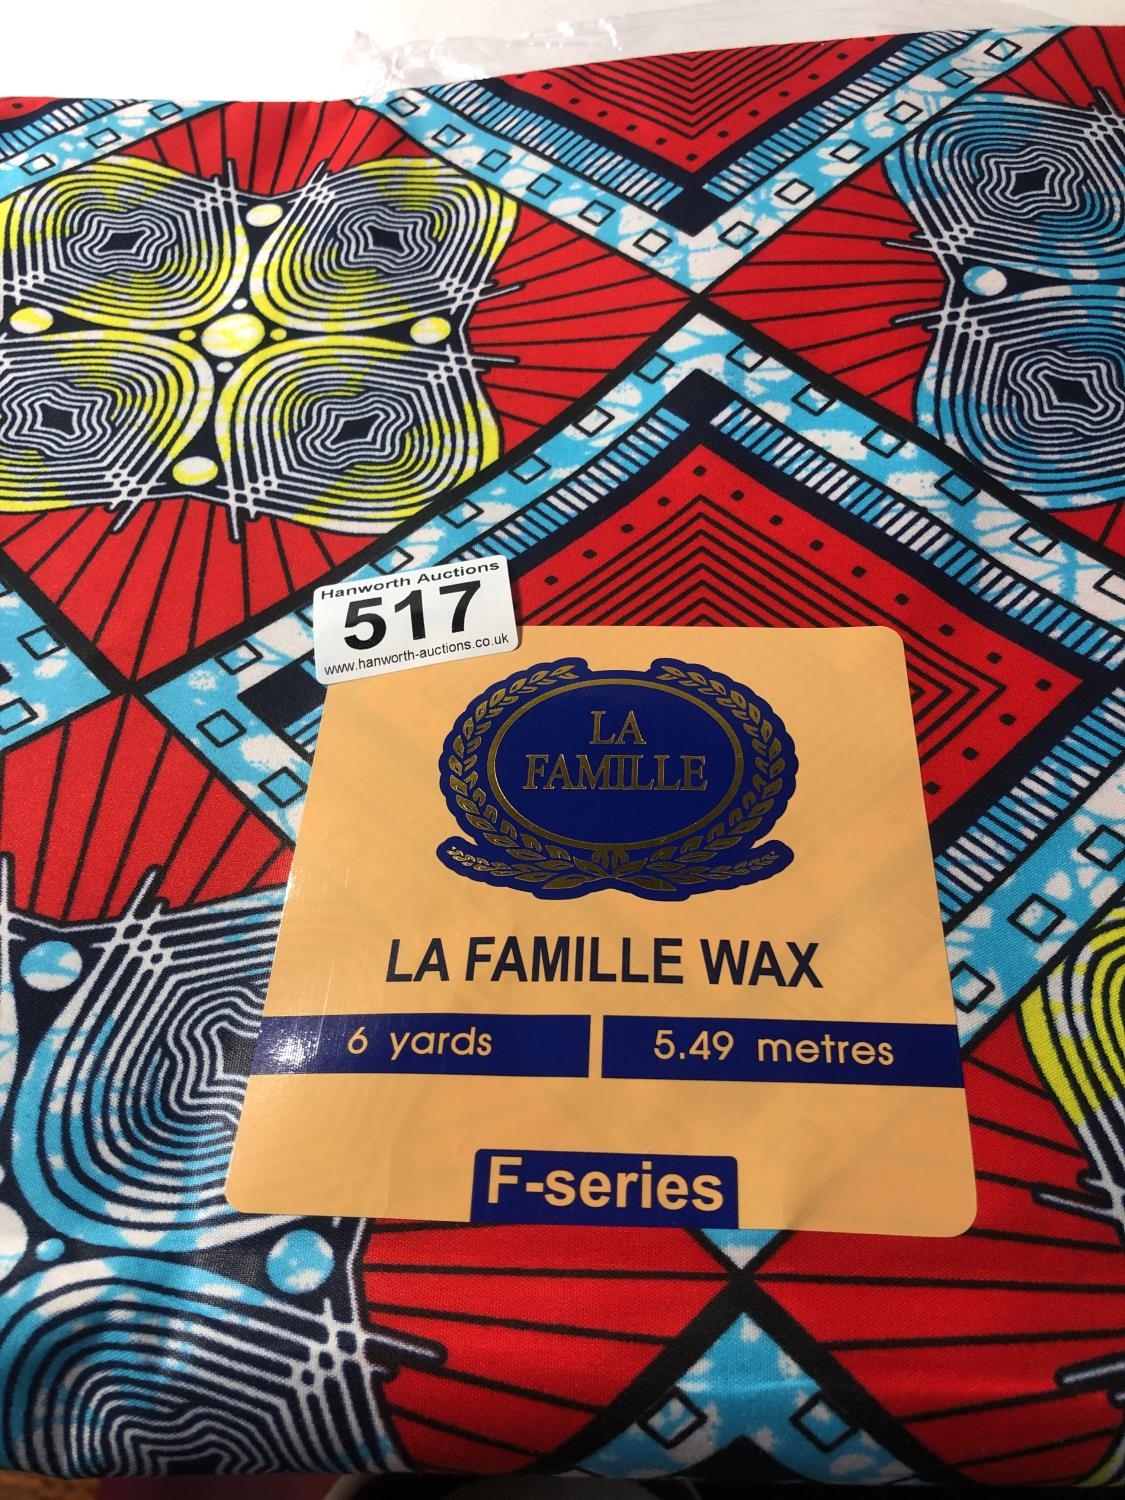 Hanworth Auctions
517
www.hanworth-auctions.co.uk
LA
FAMILLE
LA FAMILLE WAX
6 yards
5.49 metres
F-series